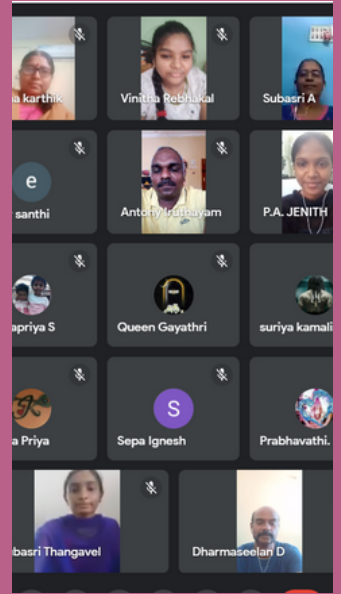 a karthik
Vinitha Rebhakal
Subasri A
e
santhi
Antony Iruthayam
P.A. JENITH
apriya S
Queen Gayathri
suriya kamali
a Priya
S
Sepa Ignesh
Prabhavathi.
basri Thangavel
Dharmaseelan D